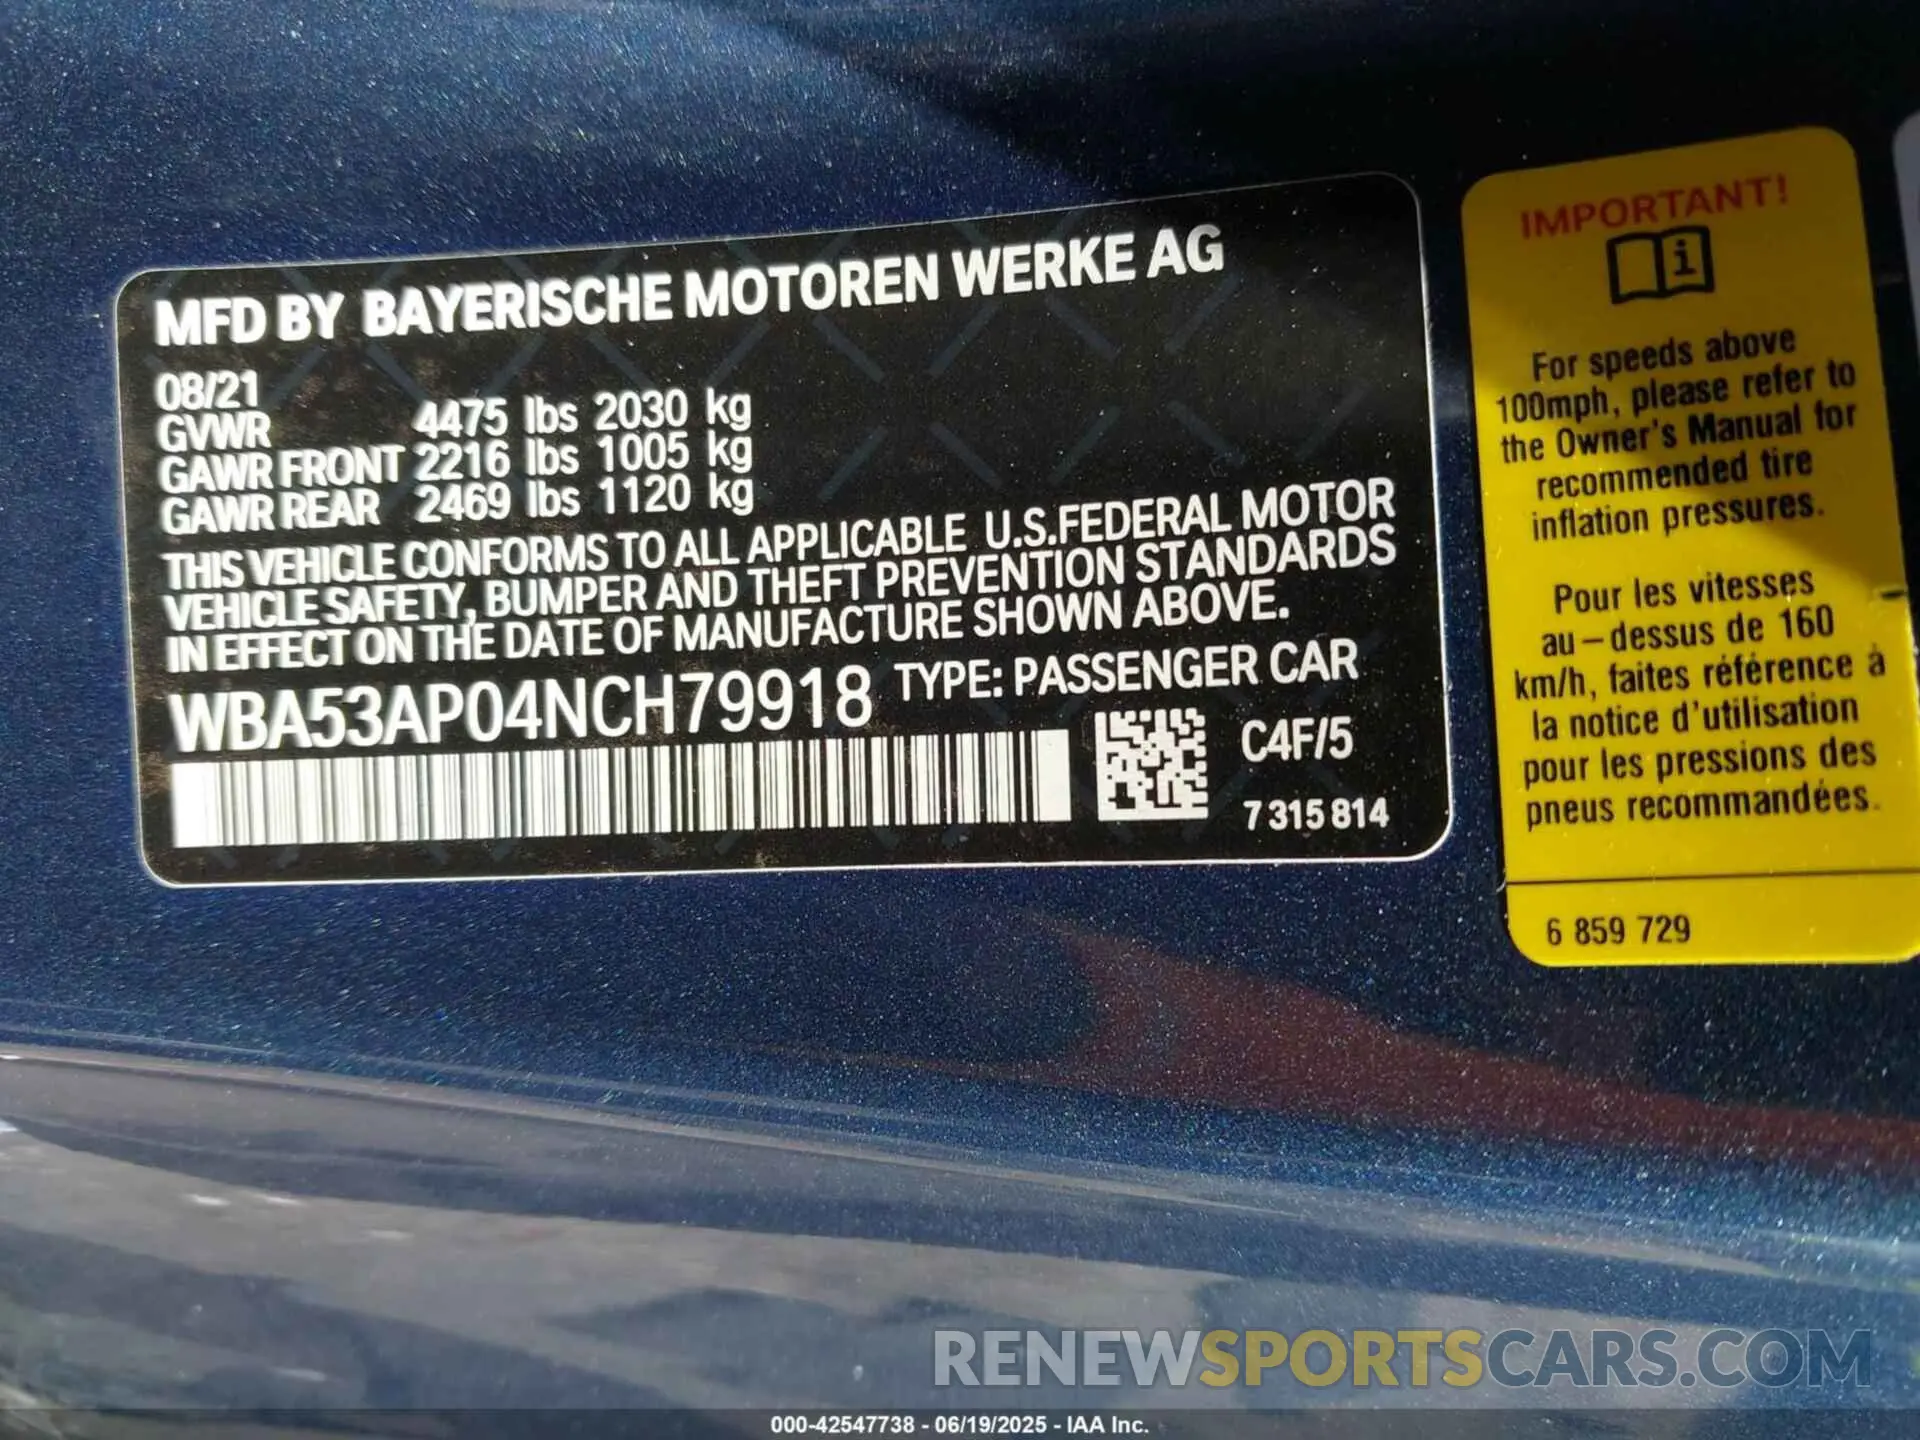 MFD BY BAYERISCHE MOTOREN WERKE AG
08/21
GVWR 4475 lbs 2030 kg
GAWR FRONT 2216 lbs 1005 kg
GAWR REAR 2469 lbs 1120 kg
THIS VEHICLE CONFORMS TO ALL APPLICABLE U.S.FEDERAL MOTOR
VEHICLE SAFETY, BUMPER AND THEFT PREVENTION STANDARDS
IN EFFECT ON THE DATE OF MANUFACTURE SHOWN ABOVE.
WBA53AP04NCH79918 TYPE: PASSENGER CAR
C4F/5
7 315 814
IMPORTANT!
i
For speeds above
100mph, please refer to
the Owner's Manual for
recommended tire
inflation pressures.
Pour les vitesses
au-dessus de 160
km/h, faites référence à
la notice d'utilisation
pour les pressions des
pneus recommandées.
6 859 729
RENEWSPORTSCARS.COM
000-42547738 - 06/19/2025 - IAA Inc.